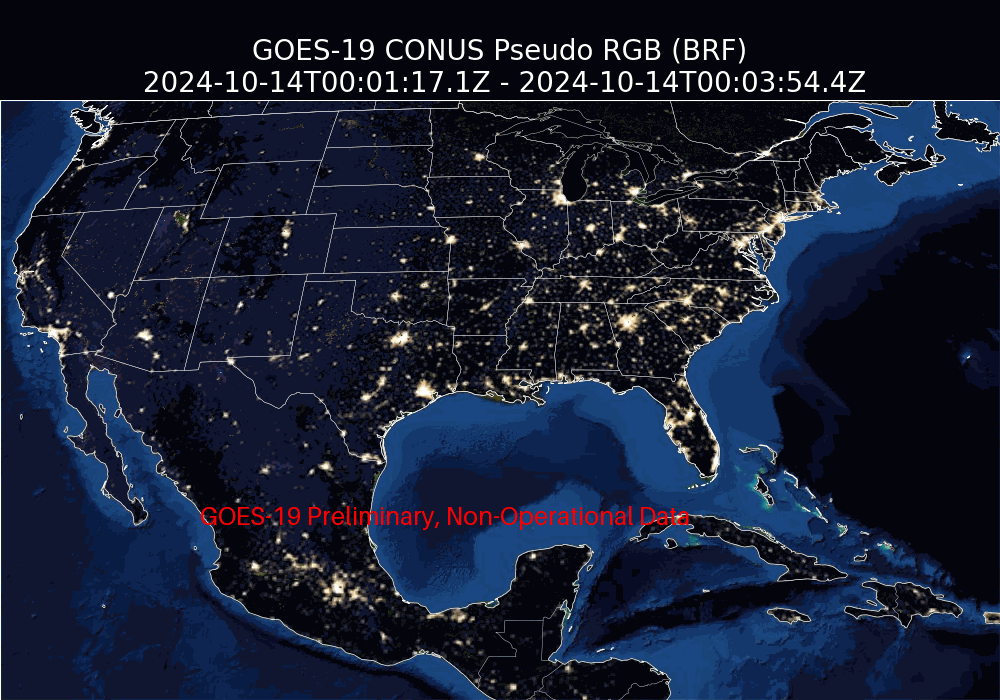 GOES-19 CONUS Pseudo RGB (BRF)
2024-10-14T00:01:17.1Z - 2024-10-14T00:03:54.4Z
GOES-19 Preliminary, Non-Operational Data